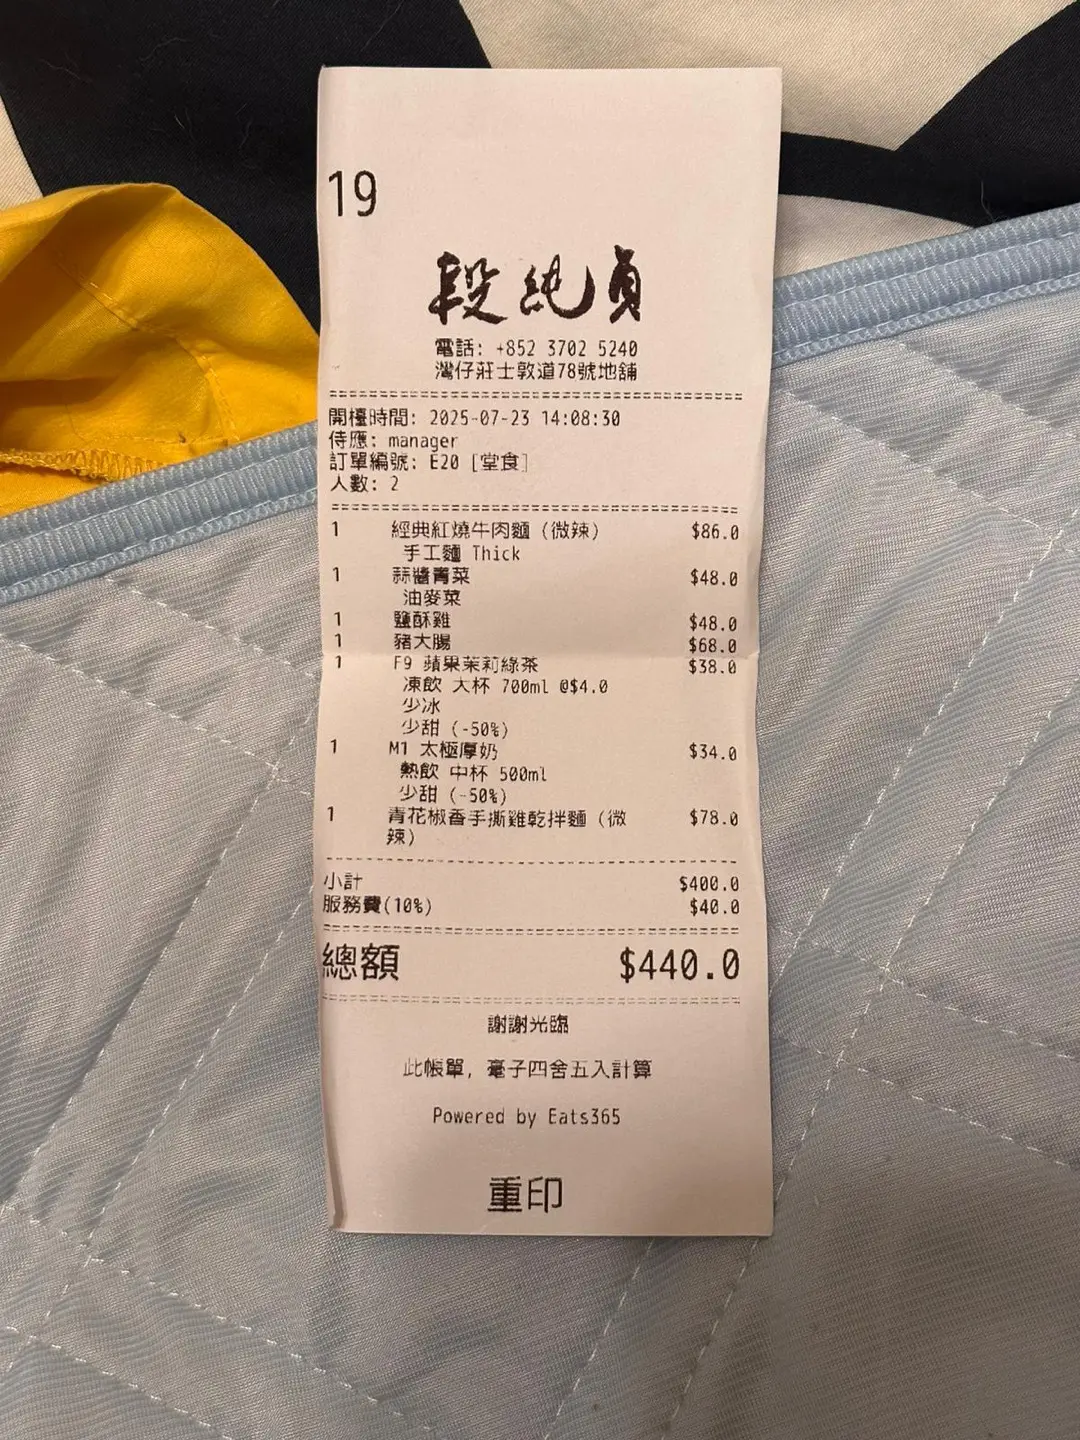 19
段純貞
電話: +852 3702 5240
灣仔莊士敦道78號地舖
開檯時間: 2025-07-23 14:08:30
侍應: manager
訂單編號: E20 [堂食]
人數: 2
1 經典紅燒牛肉麵 (微辣) $86.0
手工麵 Thick
1 蒜醬青菜 $48.0
油麥菜
1 鹽酥雞 $48.0
1 豬大腸 $68.0
1 F9 蘋果茉莉綠茶 $38.0
凍飲 大杯 700ml @$4.0
少冰
少甜 (-50%)
1 M1 太極厚奶 $34.0
熱飲 中杯 500ml
少甜 (-50%)
1 青花椒香手撕雞乾拌麵 (微 $78.0
辣)
小計 $400.0
服務費(10%) $40.0
總額 $440.0
謝謝光臨
此帳單, 毫子四舍五入計算
Powered by Eats365
重印